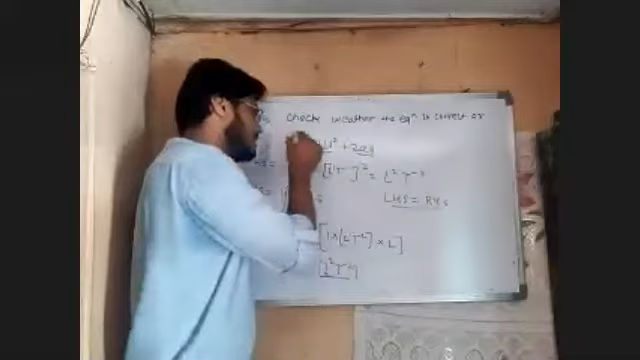 check weather the eqⁿ is correct or
u² + 2as
[LT⁻¹]² = L²T⁻²
LHS = RHS
[1×[LT⁻²] × L]
[L²T⁻²]